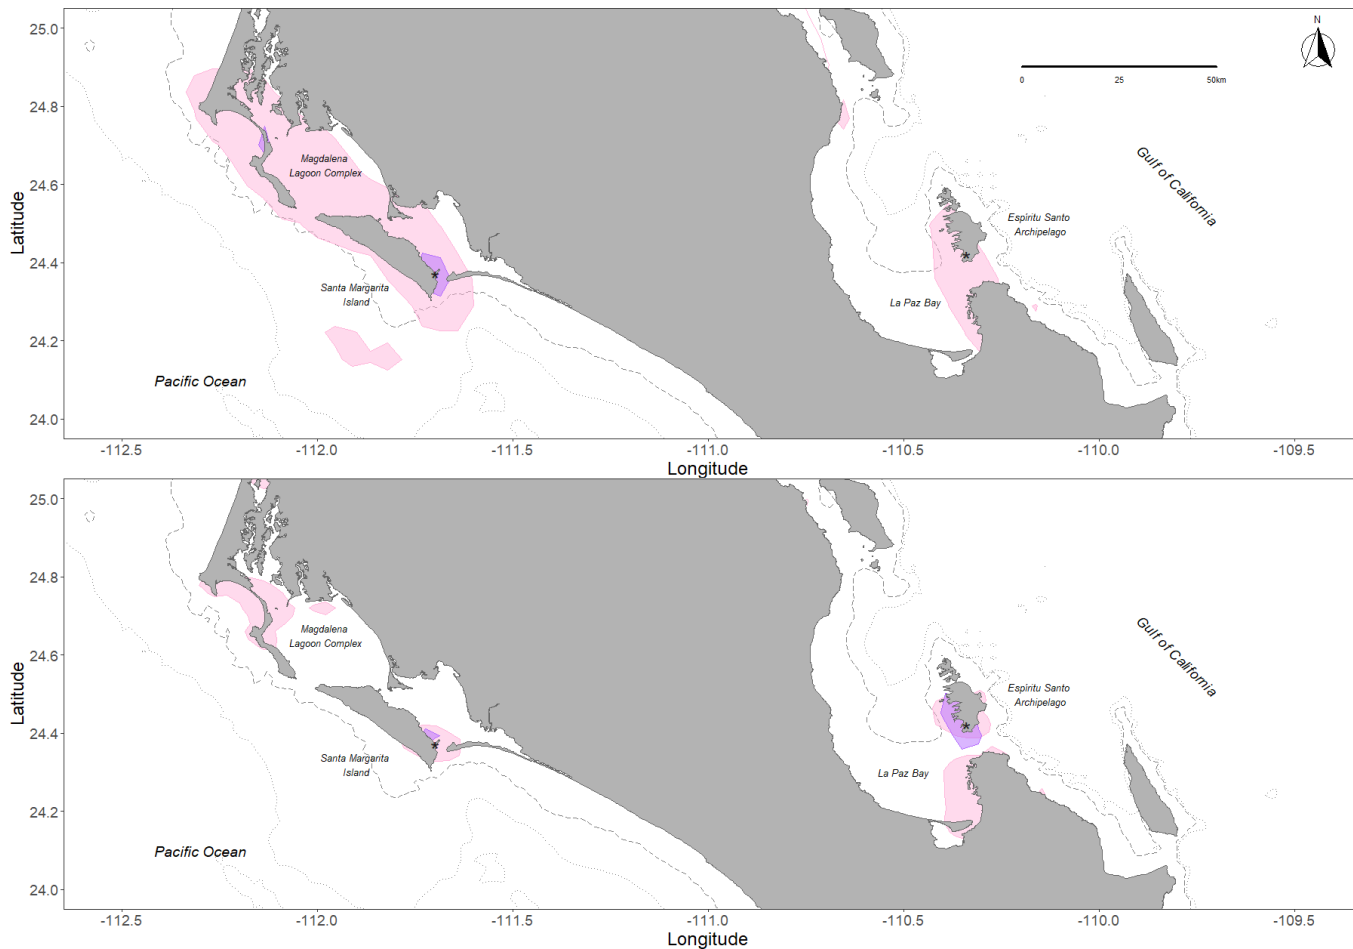 25.0
24.8
24.6
24.4
24.2
24.0
Latitude
N
0 25 50km
Magdalena
Lagoon Complex
Gulf of California
Espiritu Santo
Archipelago
Santa Margarita
Island
La Paz Bay
Pacific Ocean
-112.5 -112.0 -111.5 -111.0 -110.5 -110.0 -109.5
Longitude
25.0
24.8
24.6
24.4
24.2
24.0
Latitude
Magdalena
Lagoon Complex
Gulf of California
Espiritu Santo
Archipelago
Santa Margarita
Island
La Paz Bay
Pacific Ocean
-112.5 -112.0 -111.5 -111.0 -110.5 -110.0 -109.5
Longitude